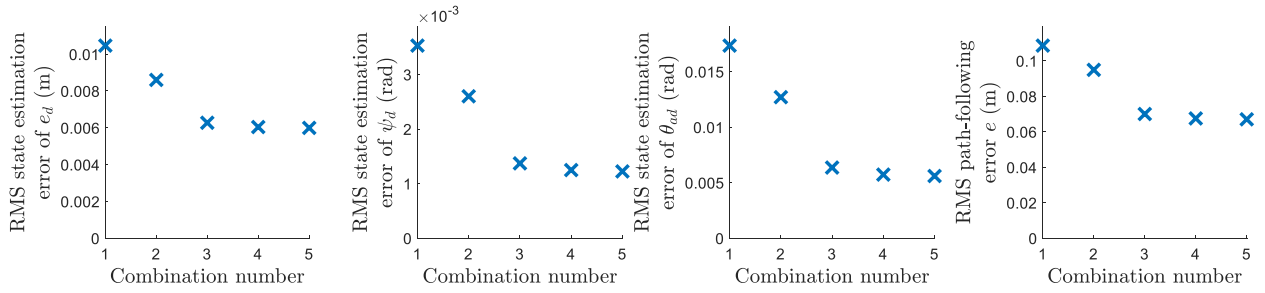 RMS state estimation
error of e_d (m)
0.01
0.008
0.006
0.004
0.002
0
1 2 3 4 5
Combination number
RMS state estimation
error of ψ_d (rad)
×10⁻³
3
2
1
0
1 2 3 4 5
Combination number
RMS state estimation
error of θ_{ad} (rad)
0.015
0.01
0.005
0
1 2 3 4 5
Combination number
RMS path-following
error e (m)
0.1
0.08
0.06
0.04
0.02
0
1 2 3 4 5
Combination number